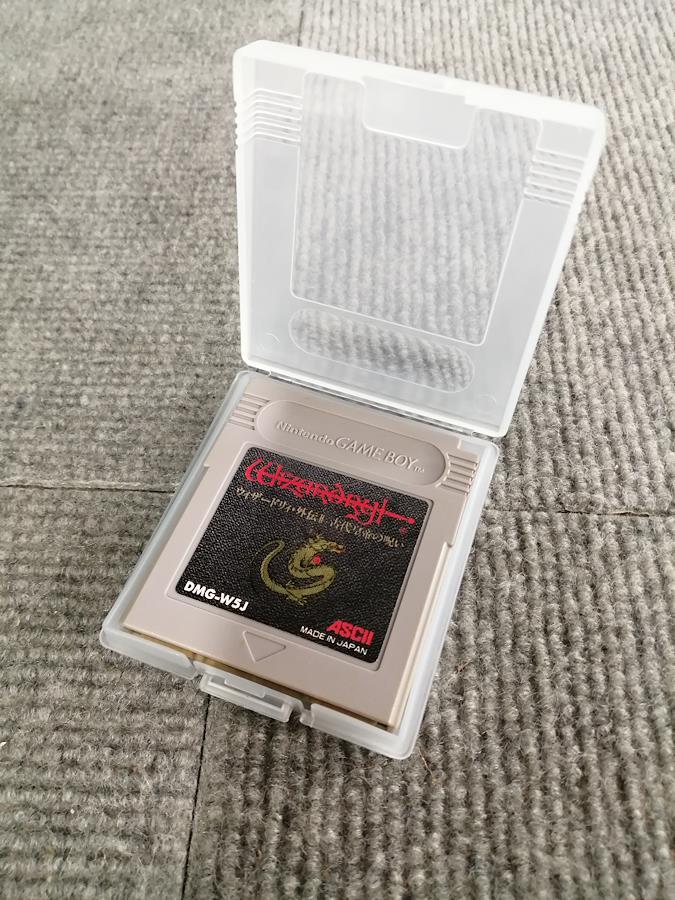 Nintendo GAME BOY TM
Wizardry
ウィザードリィ・外伝II 古代皇帝の呪い
DMG-W5J
ASCII
MADE IN JAPAN